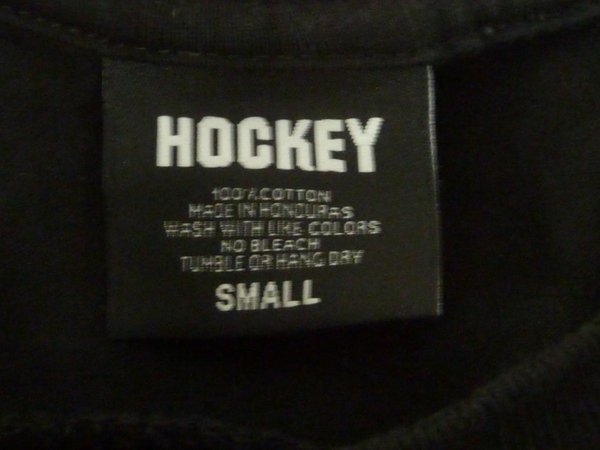 HOCKEY
100% COTTON
MADE IN HONDURAS
WASH WITH LIKE COLORS
NO BLEACH
TUMBLE OR HANG DRY
SMALL